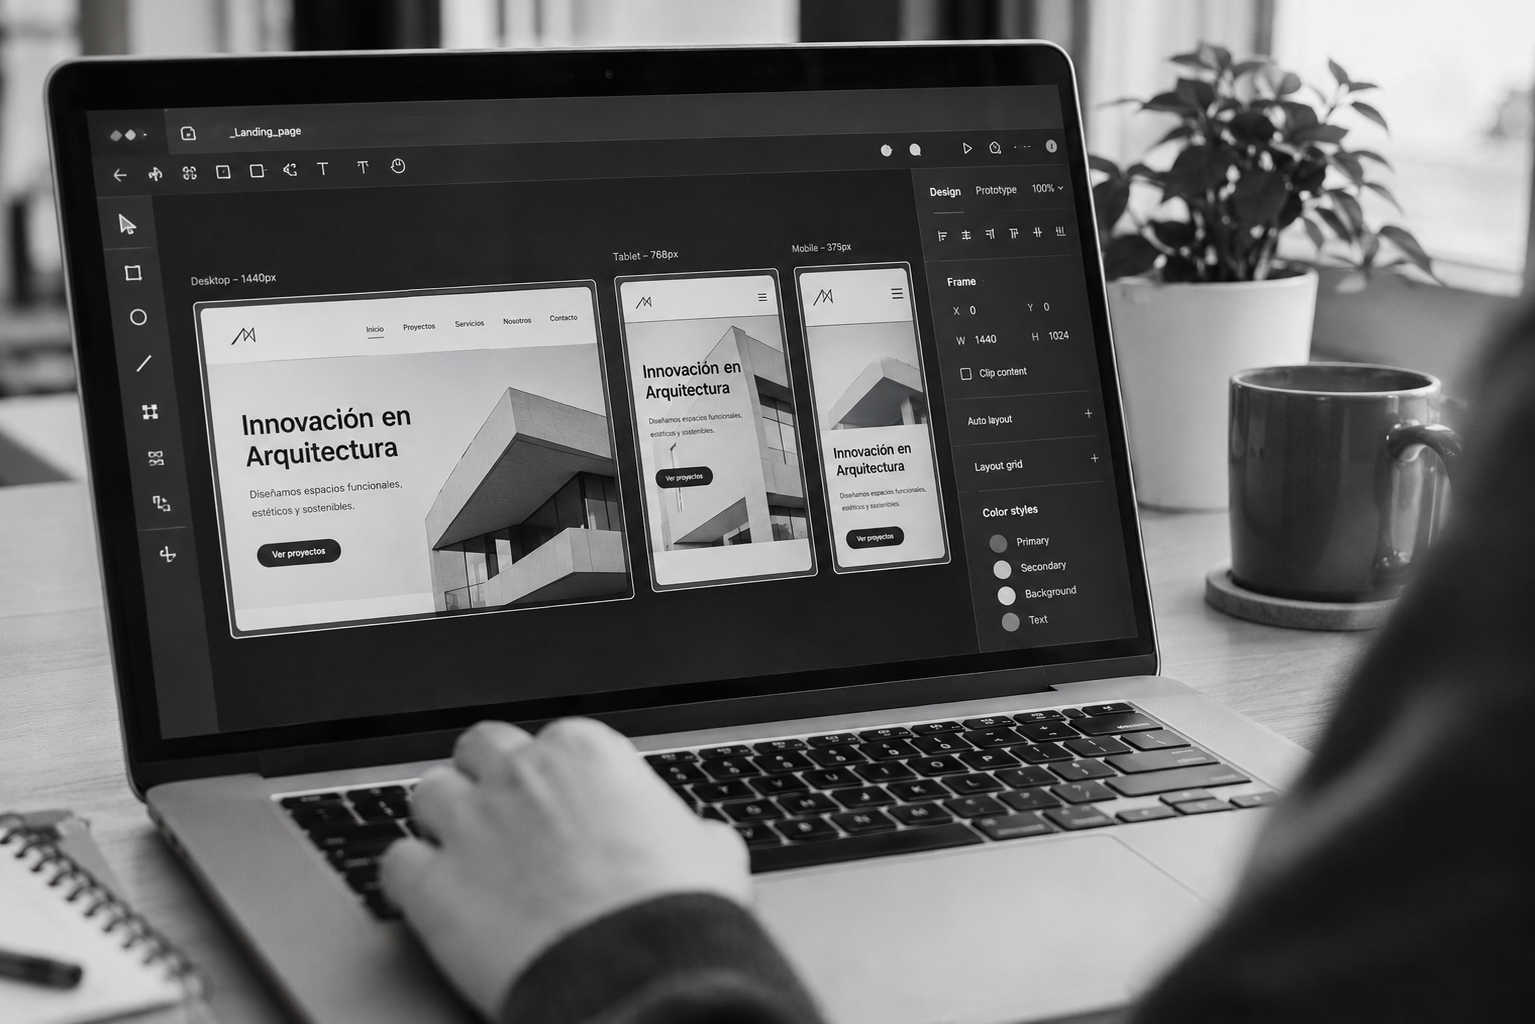 _Landing_page
Design Prototype 100%
Desktop – 1440px
Inicio Proyectos Servicios Nosotros Contacto
Innovación en
Arquitectura
Diseñamos espacios funcionales,
estéticos y sostenibles.
Ver proyectos
Tablet – 768px
Innovación en
Arquitectura
Diseñamos espacios funcionales,
estéticos y sostenibles.
Ver proyectos
Mobile – 375px
Innovación en
Arquitectura
Diseñamos espacios funcionales,
estéticos y sostenibles.
Ver proyectos
Frame
X 0 Y 0
W 1440 H 1024
Clip content
Auto layout
Layout grid
Color styles
Primary
Secondary
Background
Text